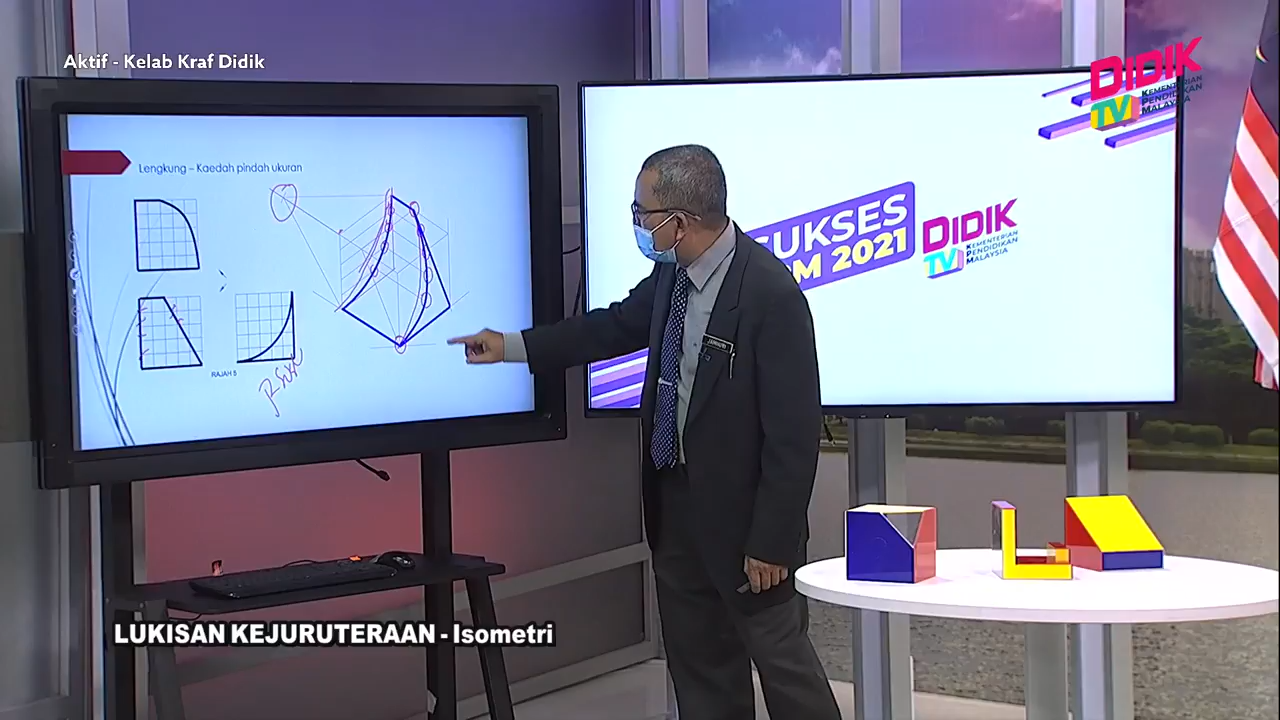 Aktif - Kelab Kraf Didik
DIDIK
TV
KEMENTERIAN
PENDIDIKAN
MALAYSIA
Lengkung – Kaedah pindah ukuran
RAJAH 5
SUKSES
M 2021
DIDIK
TV
KEMENTERIAN
PENDIDIKAN
MALAYSIA
LUKISAN KEJURUTERAAN - Isometri